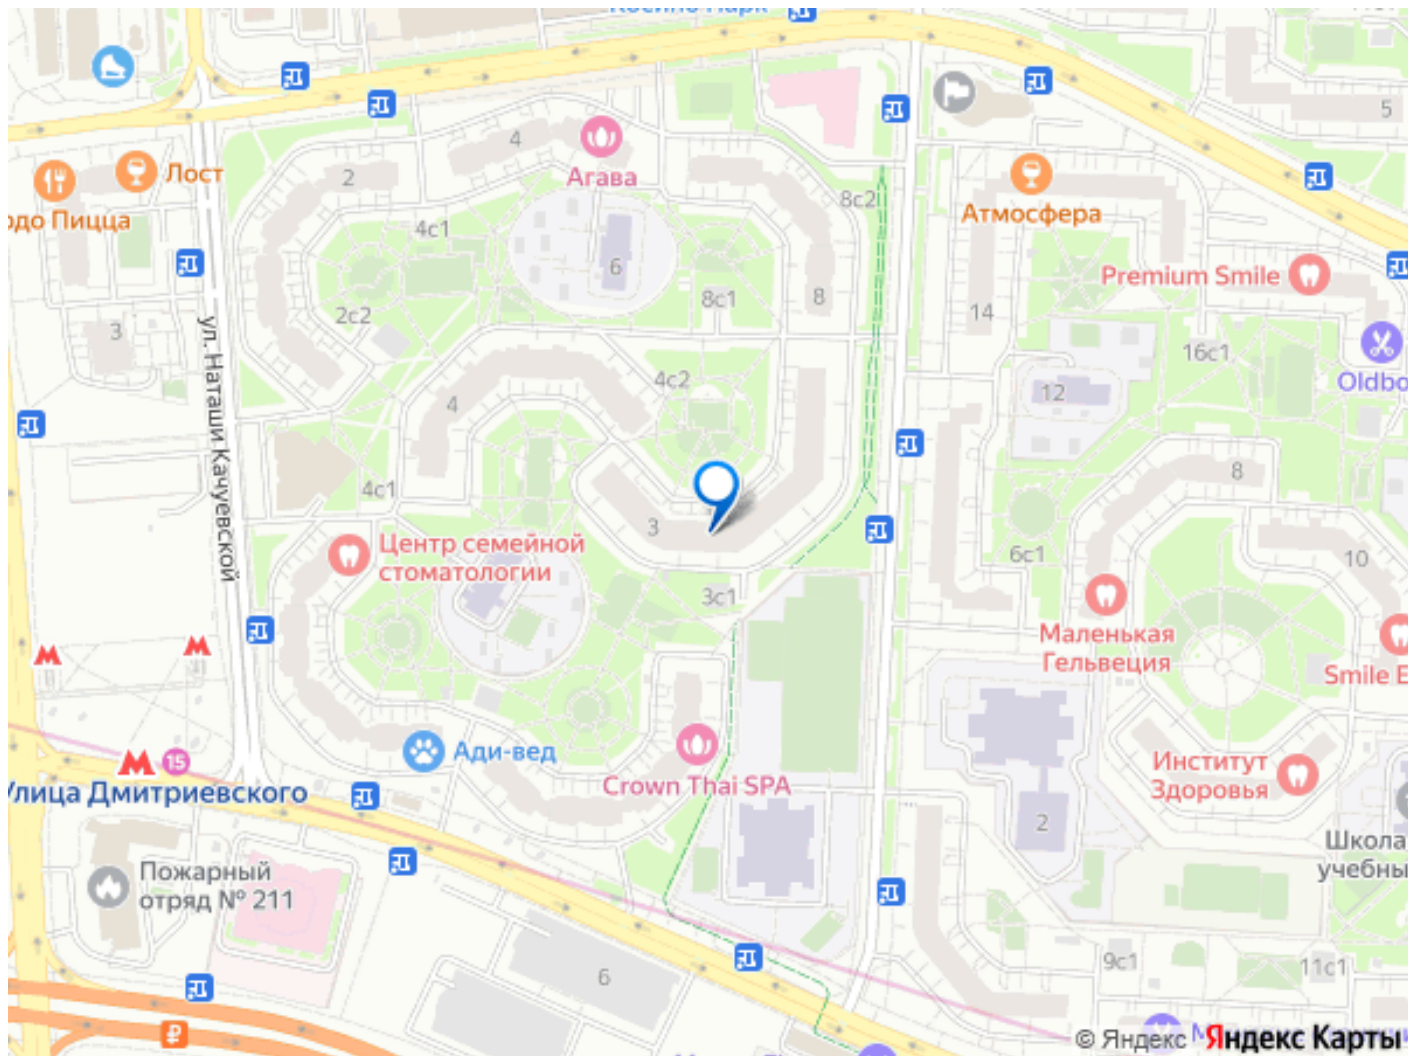 Косино Парк
5
4
Агава
2
Лост
одо Пицца
8с2
Атмосфера
4с1
6
Premium Smile
8с1
8
14
2с2
3
16с1
4с2
Oldbo
12
4
ул. Наташи Качуевской
8
4с1
3
Центр семейной
стоматологии
6с1
10
3с1
Маленькая
Гельвеция
Smile E
Ади-вед
15
Улица Дмитриевского
Crown Thai SPA
Институт
Здоровья
2
Школа,
учебны
Пожарный
отряд № 211
6
9с1
11с1
© Яндекс
Яндекс Карты